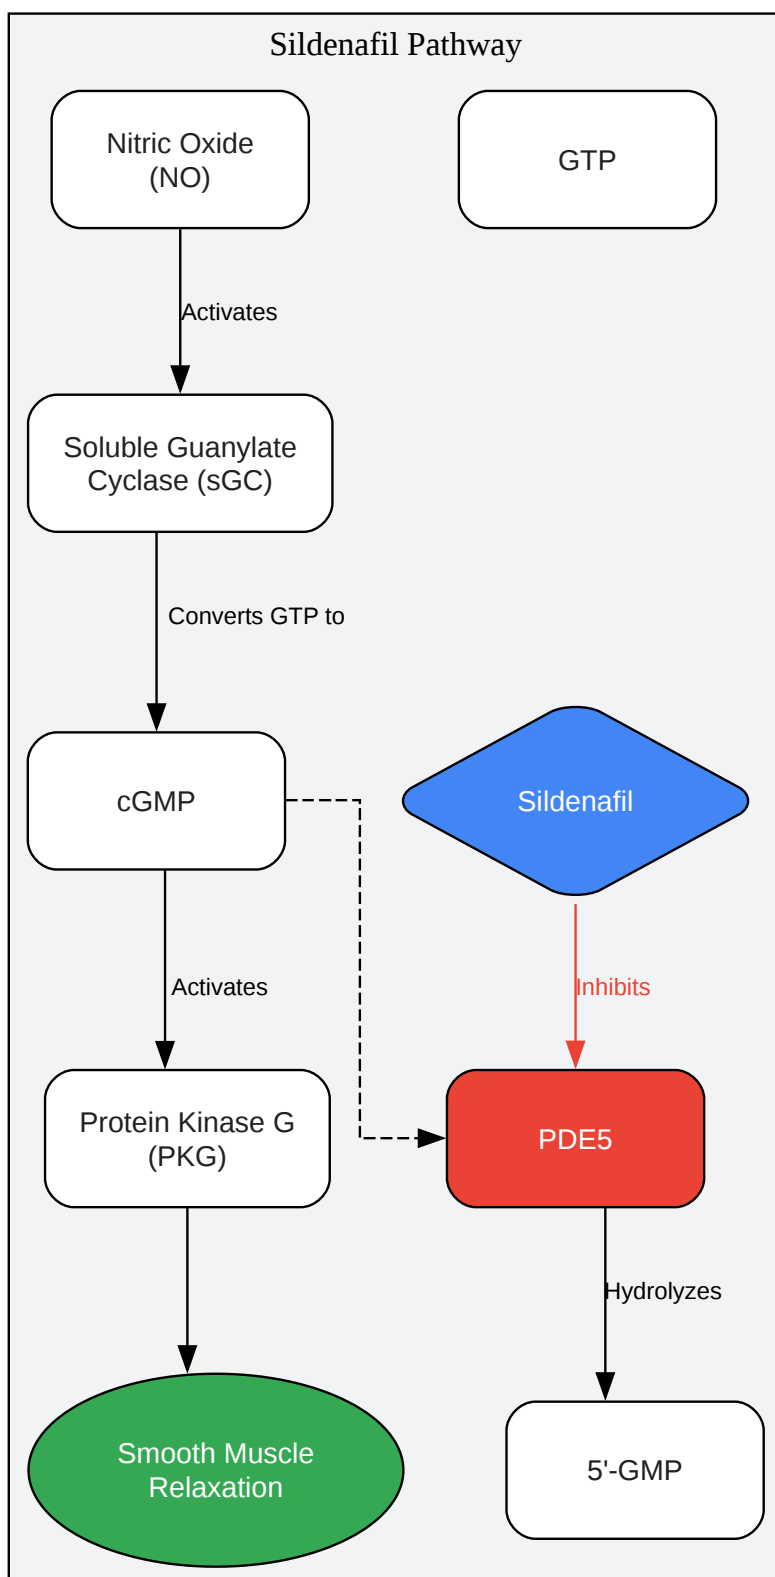 Sildenafil Pathway
Nitric Oxide
(NO)
GTP
Activates
Soluble Guanylate
Cyclase (sGC)
Converts GTP to
cGMP
Sildenafil
Activates
Inhibits
Protein Kinase G
(PKG)
PDE5
Hydrolyzes
Smooth Muscle
Relaxation
5'-GMP